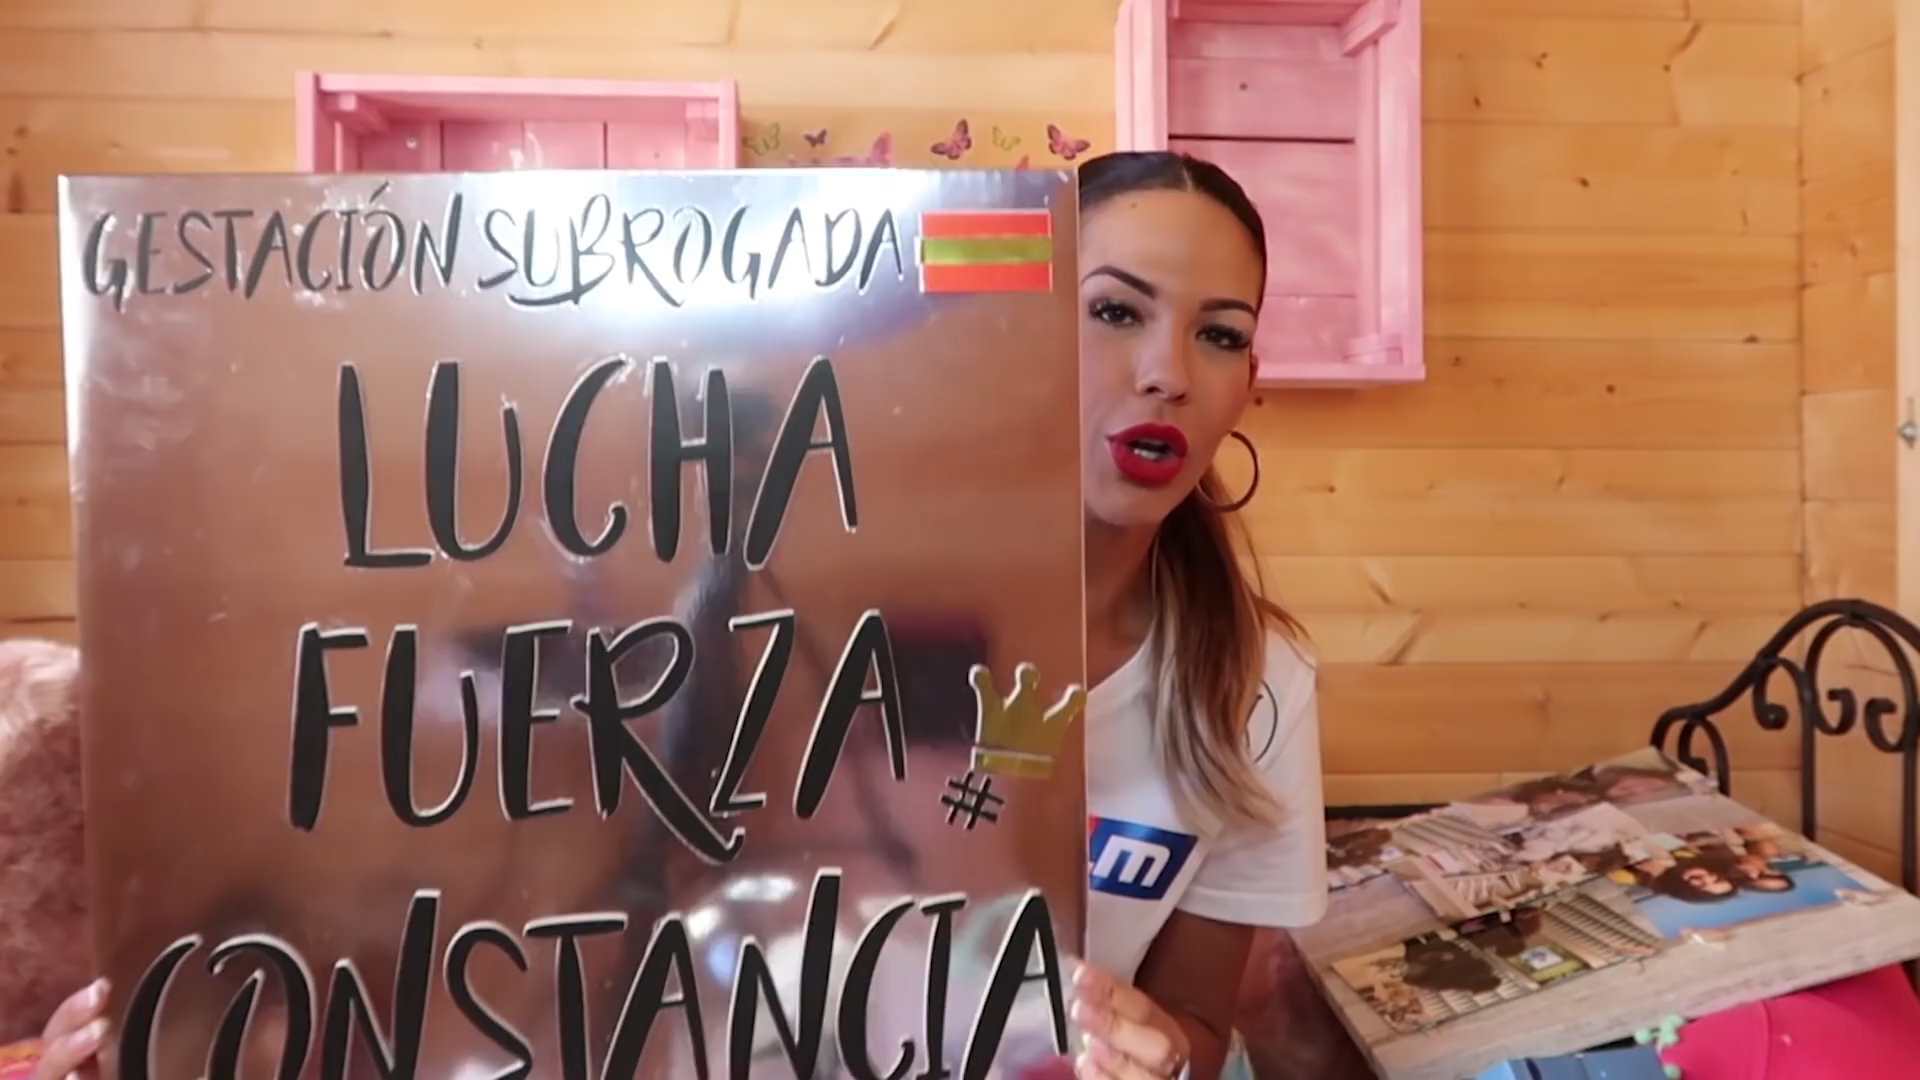 GESTACIÓN SUBROGADA
LUCHA
FUERZA
#
CONSTANCIA
m